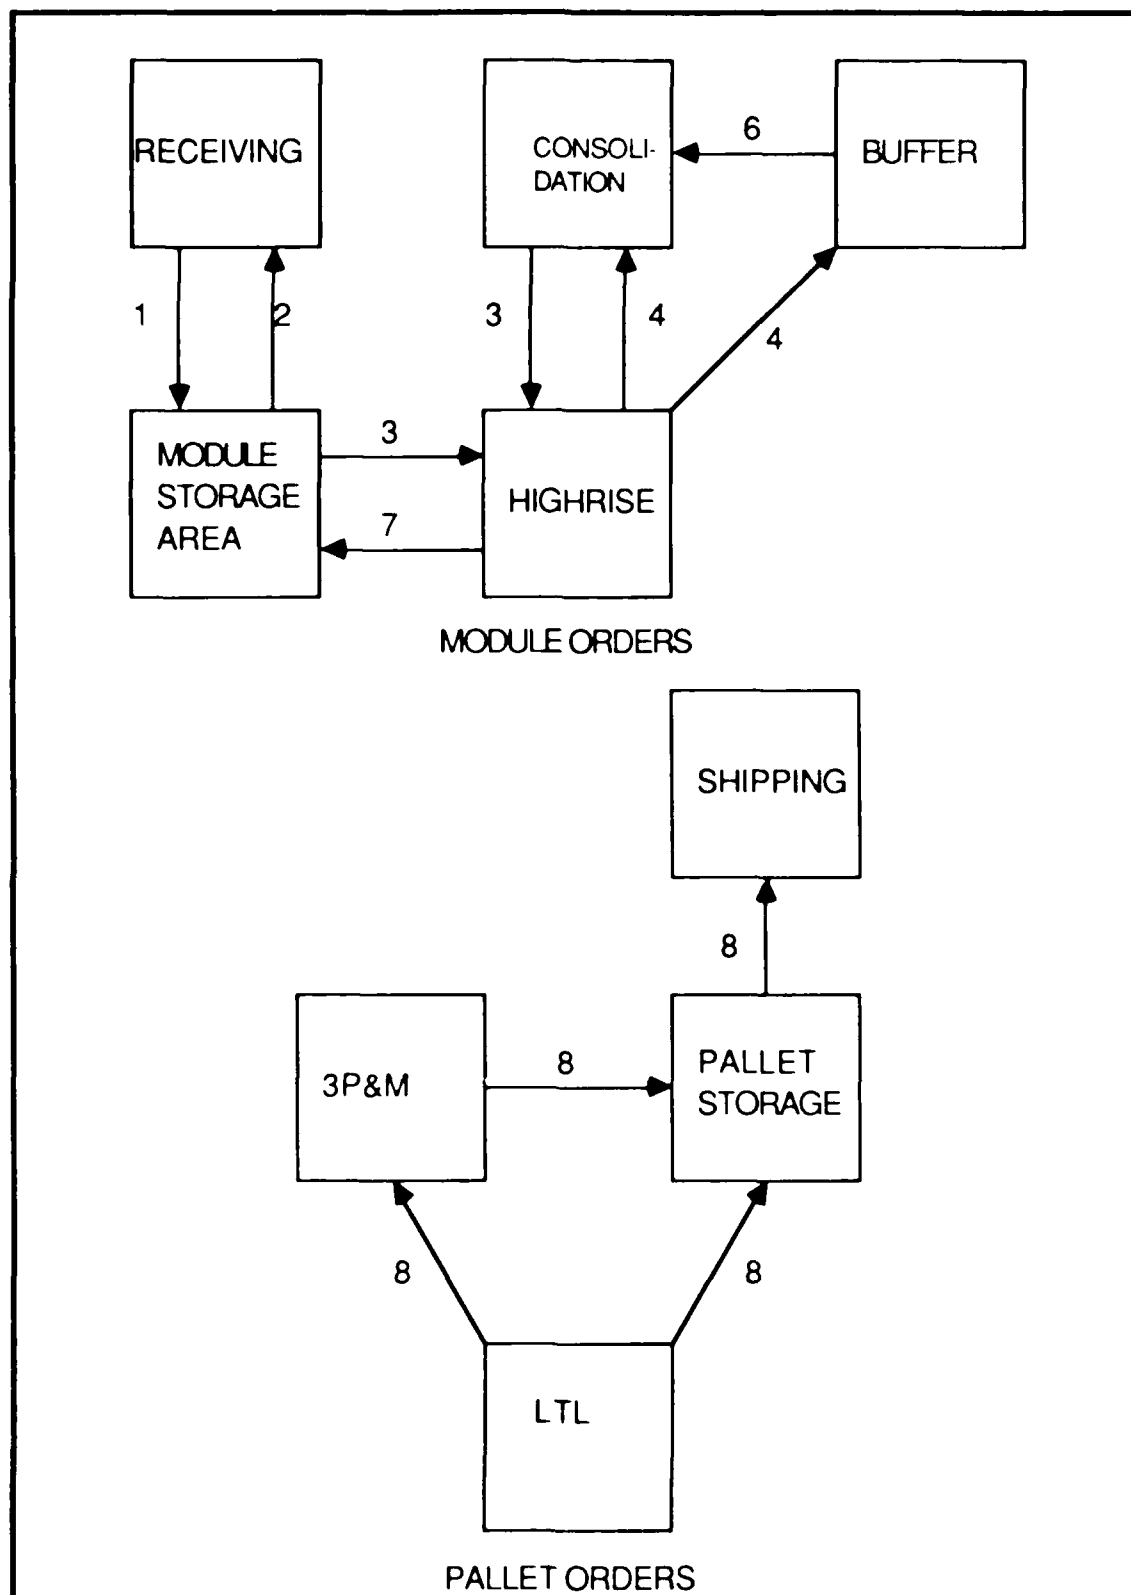 RECEIVING
CONSOLI-
DATION
BUFFER
6
1
2
3
4
4
MODULE
STORAGE
AREA
3
7
HIGHRISE
MODULE ORDERS
SHIPPING
8
3P&M
8
PALLET
STORAGE
8
8
LTL
PALLET ORDERS